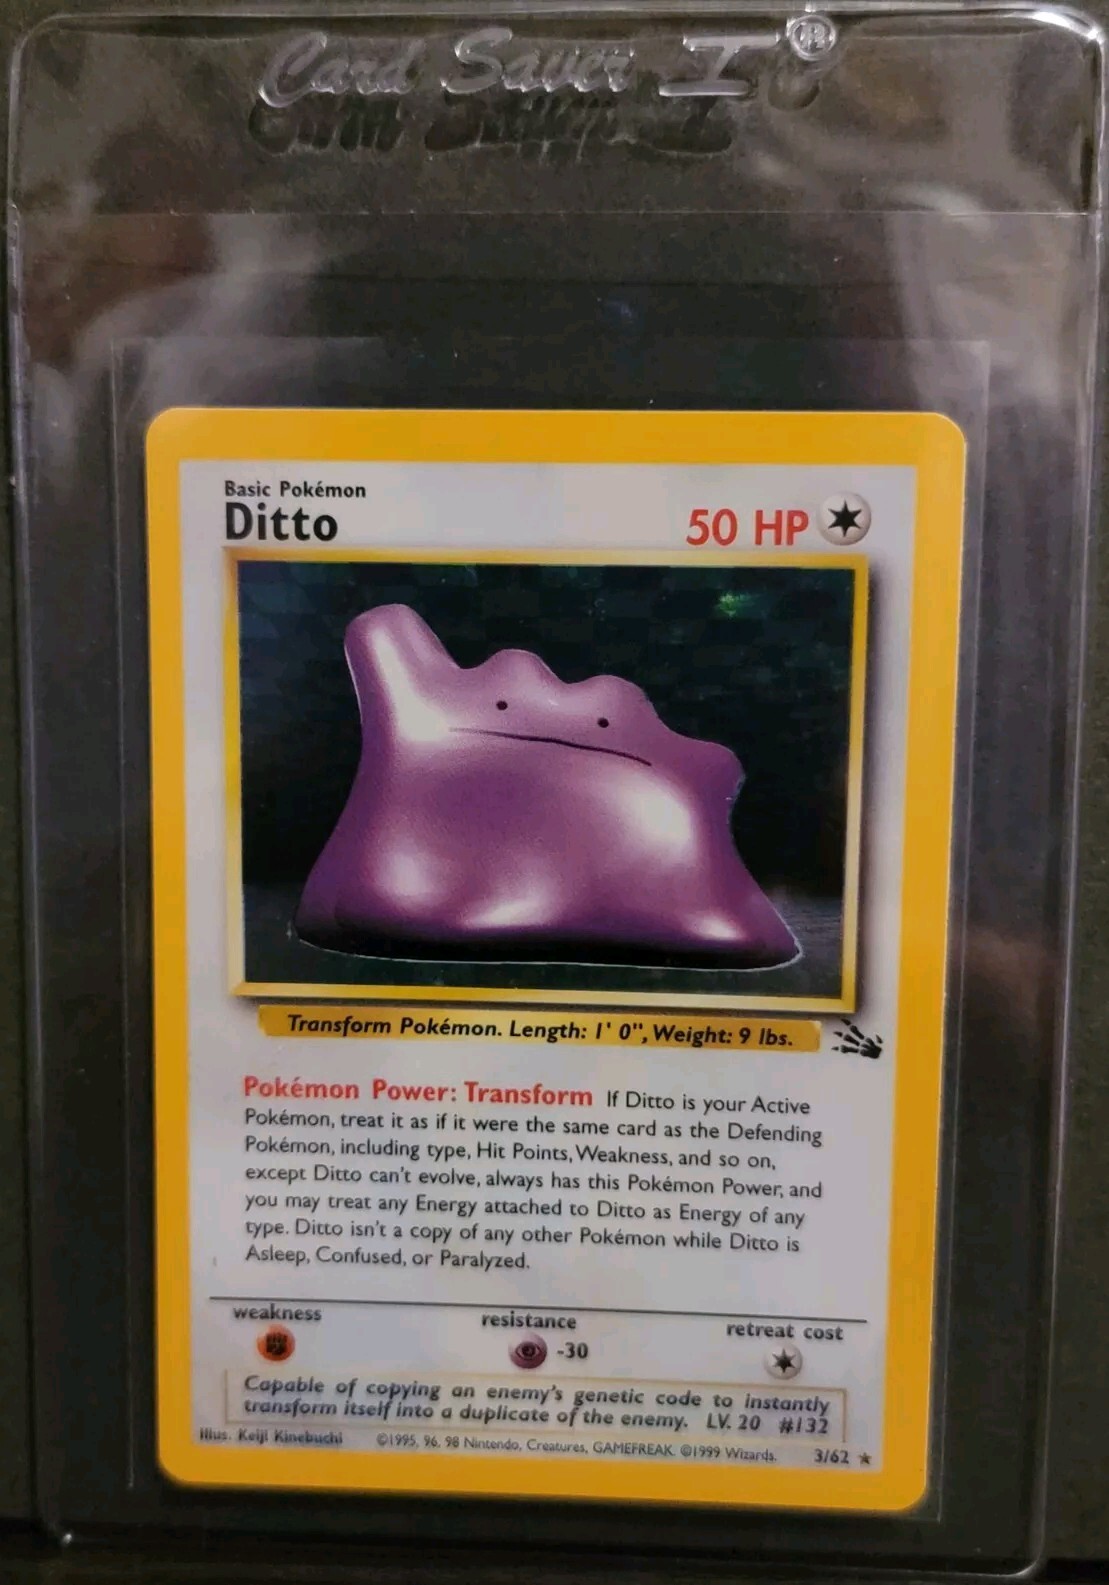 Card Saver I ®
Basic Pokémon
Ditto
50 HP
Transform Pokémon. Length: 1' 0", Weight: 9 lbs.
Pokémon Power: Transform If Ditto is your Active
Pokémon, treat it as if it were the same card as the Defending
Pokémon, including type, Hit Points, Weakness, and so on,
except Ditto can't evolve, always has this Pokémon Power, and
you may treat any Energy attached to Ditto as Energy of any
type. Ditto isn't a copy of any other Pokémon while Ditto is
Asleep, Confused, or Paralyzed.
weakness
resistance
retreat cost
-30
Capable of copying an enemy's genetic code to instantly
transform itself into a duplicate of the enemy. LV. 20 #132
Illus. Keiji Kinebuchi ©1995, 96, 98 Nintendo, Creatures, GAMEFREAK. ©1999 Wizards. 3/62 ★